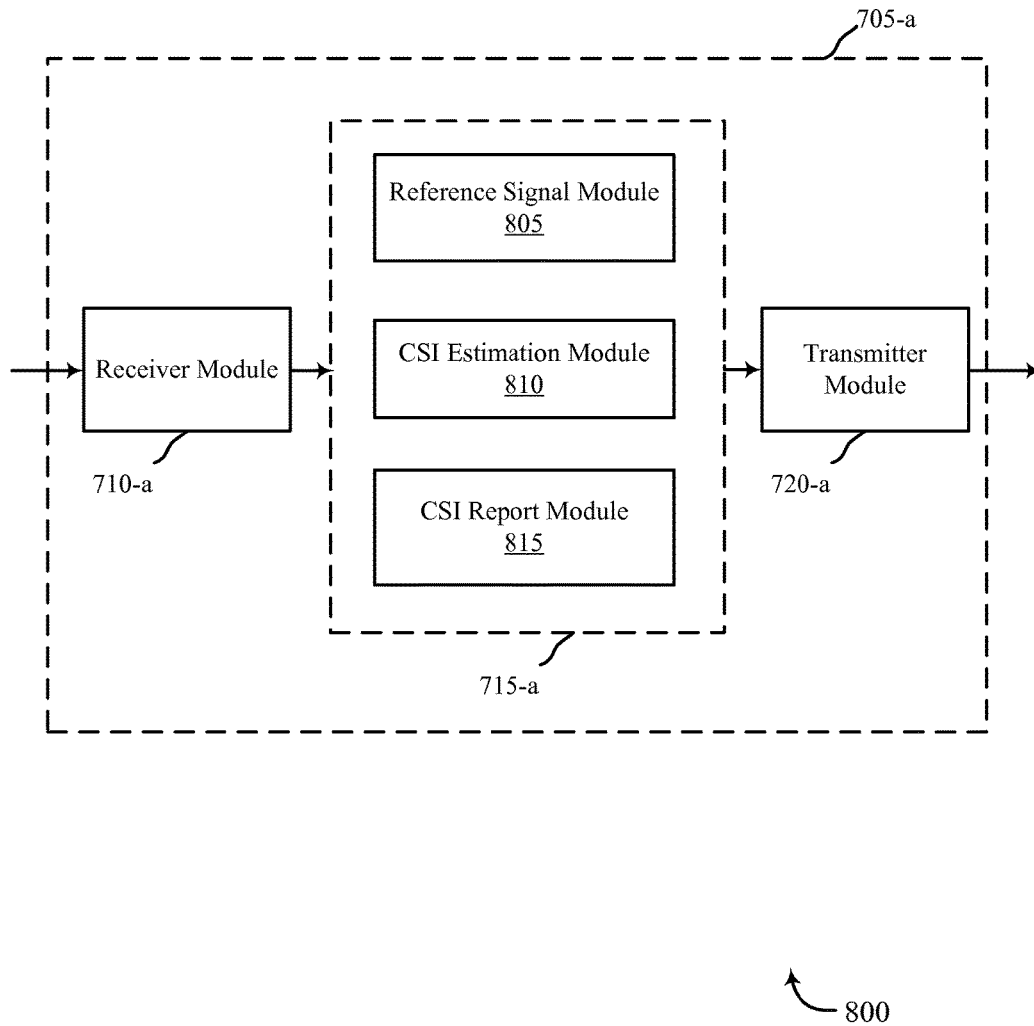 705-a
Reference Signal Module
805
Receiver Module
CSI Estimation Module
810
Transmitter
Module
710-a
720-a
CSI Report Module
815
715-a
800